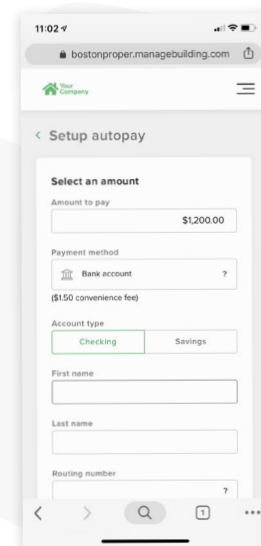 11:02
bostonproper.managebuilding.com
Your
Company
Setup autopay
Select an amount
Amount to pay
$1,200.00
Payment method
Bank account ?
($1.50 convenience fee)
Account type
Checking Savings
First name
Last name
Routing number
?
1